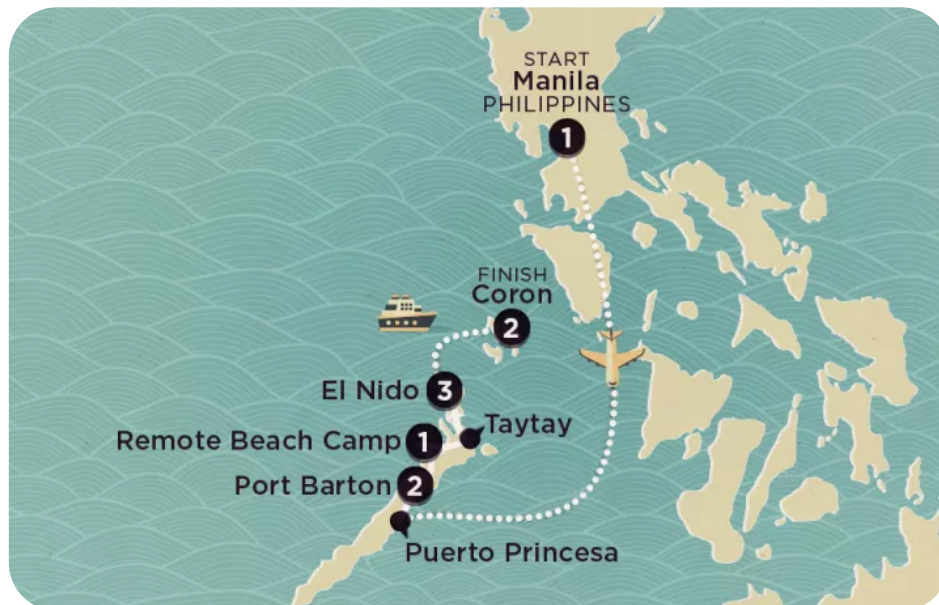 START
Manila
PHILIPPINES
1
FINISH
Coron
2
El Nido 3
Taytay
Remote Beach Camp 1
Port Barton 2
Puerto Princesa